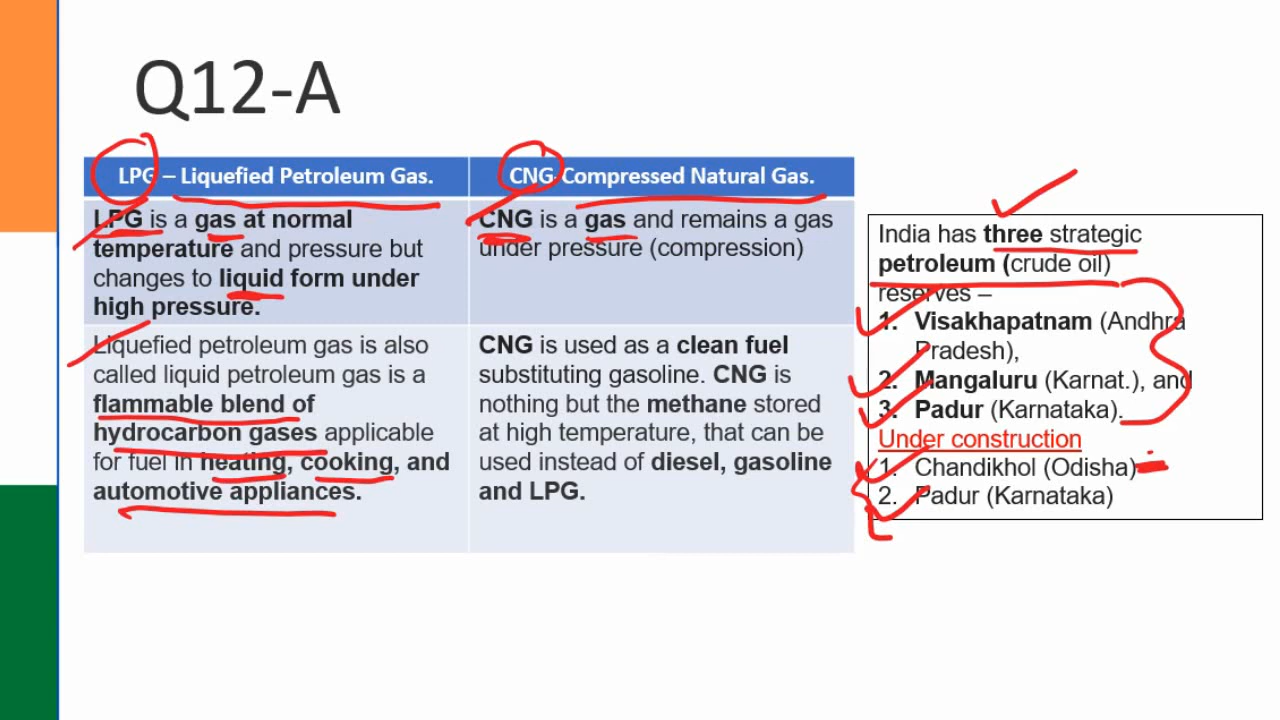 Q12-A
LPG – Liquefied Petroleum Gas.
CNG-Compressed Natural Gas.
LPG is a gas at normal
temperature and pressure but
changes to liquid form under
high pressure.
CNG is a gas and remains a gas
under pressure (compression)
Liquefied petroleum gas is also
called liquid petroleum gas is a
flammable blend of
hydrocarbon gases applicable
for fuel in heating, cooking, and
automotive appliances.
CNG is used as a clean fuel
substituting gasoline. CNG is
nothing but the methane stored
at high temperature, that can be
used instead of diesel, gasoline
and LPG.
India has three strategic
petroleum (crude oil)
reserves –
1. Visakhapatnam (Andhra
Pradesh),
2. Mangaluru (Karnat.), and
3. Padur (Karnataka).
Under construction
1. Chandikhol (Odisha)
2. Padur (Karnataka)